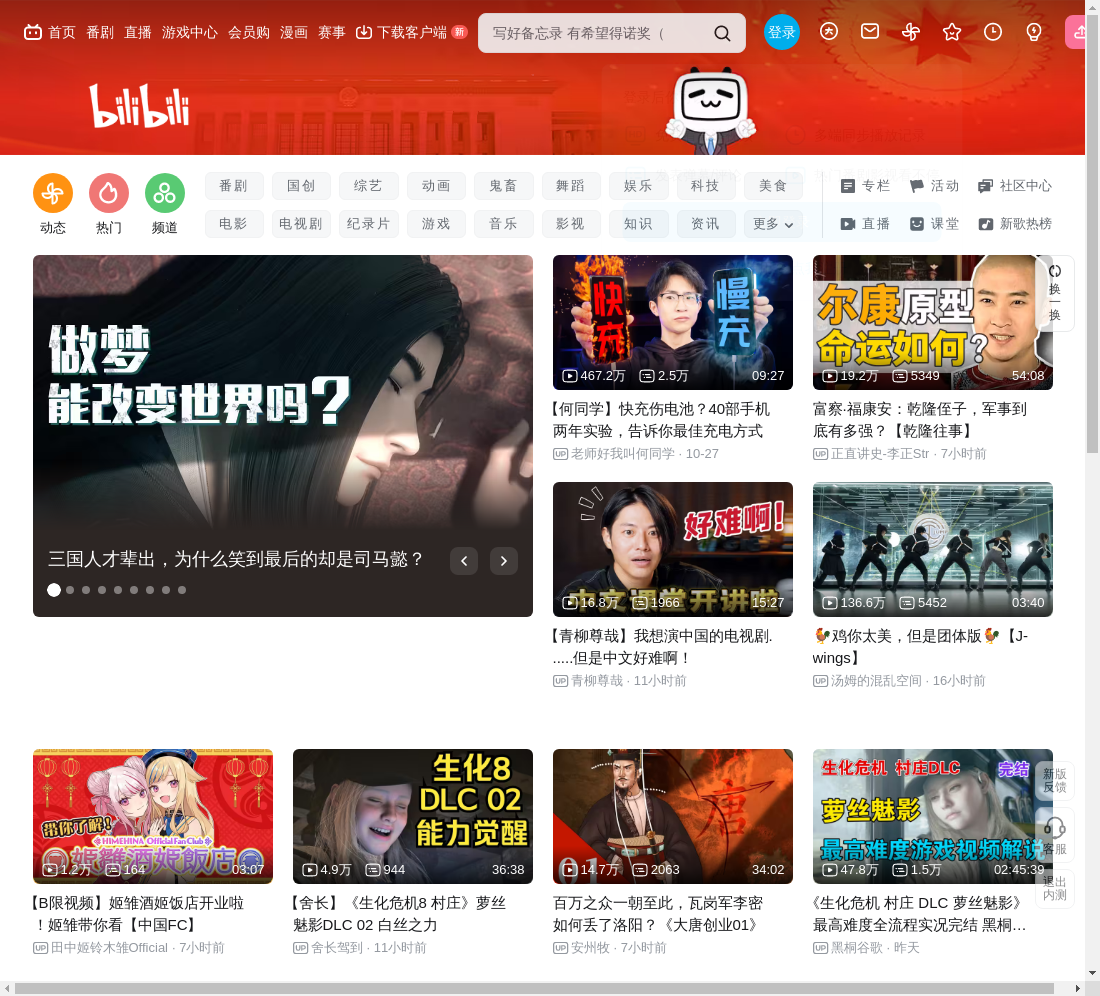 首页 番剧 直播 游戏中心 会员购 漫画 赛事 下载客户端 新
写好备忘录 有希望得诺奖（
登录
bilibili
动态 热门 频道
番剧 国创 综艺 动画 鬼畜 舞蹈 娱乐 科技 美食
专栏 活动 社区中心
电影 电视剧 纪录片 游戏 音乐 影视 知识 资讯 更多
直播 课堂 新歌热榜
做梦
能改变世界吗?
三国人才辈出，为什么笑到最后的却是司马懿？
快充
慢充
467.2万 2.5万 09:27
【何同学】快充伤电池？40部手机
两年实验，告诉你最佳充电方式
UP 老师好我叫何同学 · 10-27
尔康原型
命运如何?
19.2万 5349 54:08
富察·福康安：乾隆侄子，军事到
底有多强？【乾隆往事】
UP 正直讲史-李正Str · 7小时前
换
一
换
好难啊!
中文课堂开讲啦
16.8万 1966 15:27
【青柳尊哉】我想演中国的电视剧.
.....但是中文好难啊！
UP 青柳尊哉 · 11小时前
136.6万 5452 03:40
🐓鸡你太美，但是团体版🐓【J-
wings】
UP 汤姆的混乱空间 · 16小时前
带你了解!
HIMEHINA Official Fan Club
姫雛酒姫飯店
1.2万 164 03:07
【B限视频】姬雏酒姬饭店开业啦
！姬雏带你看【中国FC】
UP 田中姬铃木雏Official · 7小时前
生化8
DLC 02
能力觉醒
4.9万 944 36:38
【舍长】《生化危机8 村庄》萝丝
魅影DLC 02 白丝之力
UP 舍长驾到 · 11小时前
唐
01
14.7万 2063 34:02
百万之众一朝至此，瓦岗军李密
如何丢了洛阳？《大唐创业01》
UP 安州牧 · 7小时前
生化危机 村庄DLC 完结
萝丝魅影
最高难度游戏视频解说
47.8万 1.5万 02:45:39
《生化危机 村庄 DLC 萝丝魅影》
最高难度全流程实况完结 黑桐…
UP 黑桐谷歌 · 昨天
新版
反馈
客服
退出
内测